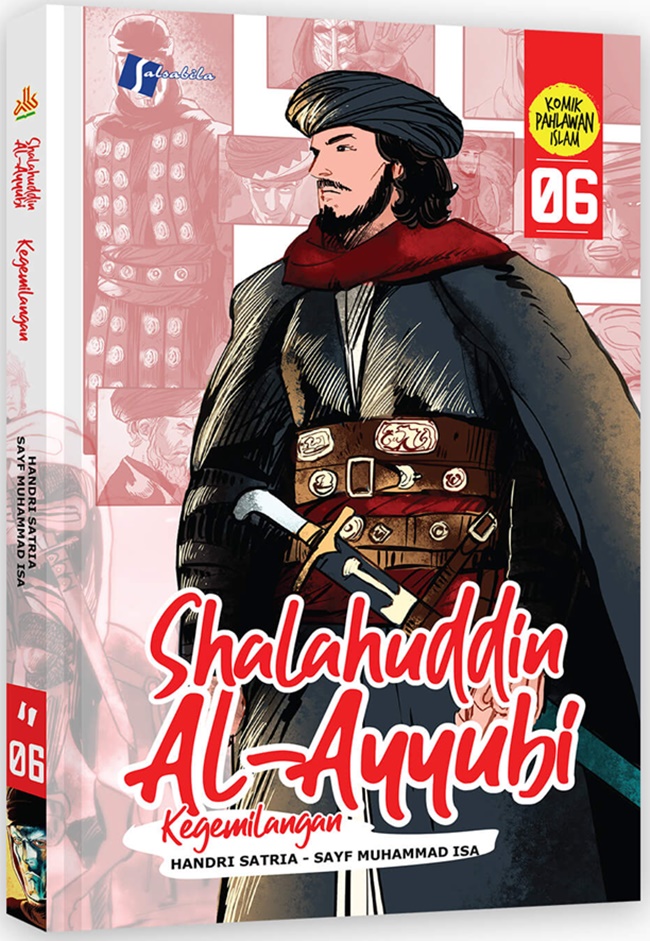 Salsabila
KOMIK
PAHLAWAN
ISLAM
06
Shalahuddin
AL-Ayyubi
Kegemilangan
HANDRI SATRIA - SAYF MUHAMMAD ISA
Shalahuddin
AL-Ayyubi
Kegemilangan
HANDRI SATRIA
SAYF MUHAMMAD ISA
06